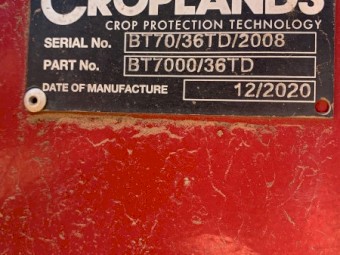 CROPLANDS
CROP PROTECTION TECHNOLOGY
SERIAL No. BT70/36TD/2008
PART No. BT7000/36TD
DATE OF MANUFACTURE 12/2020